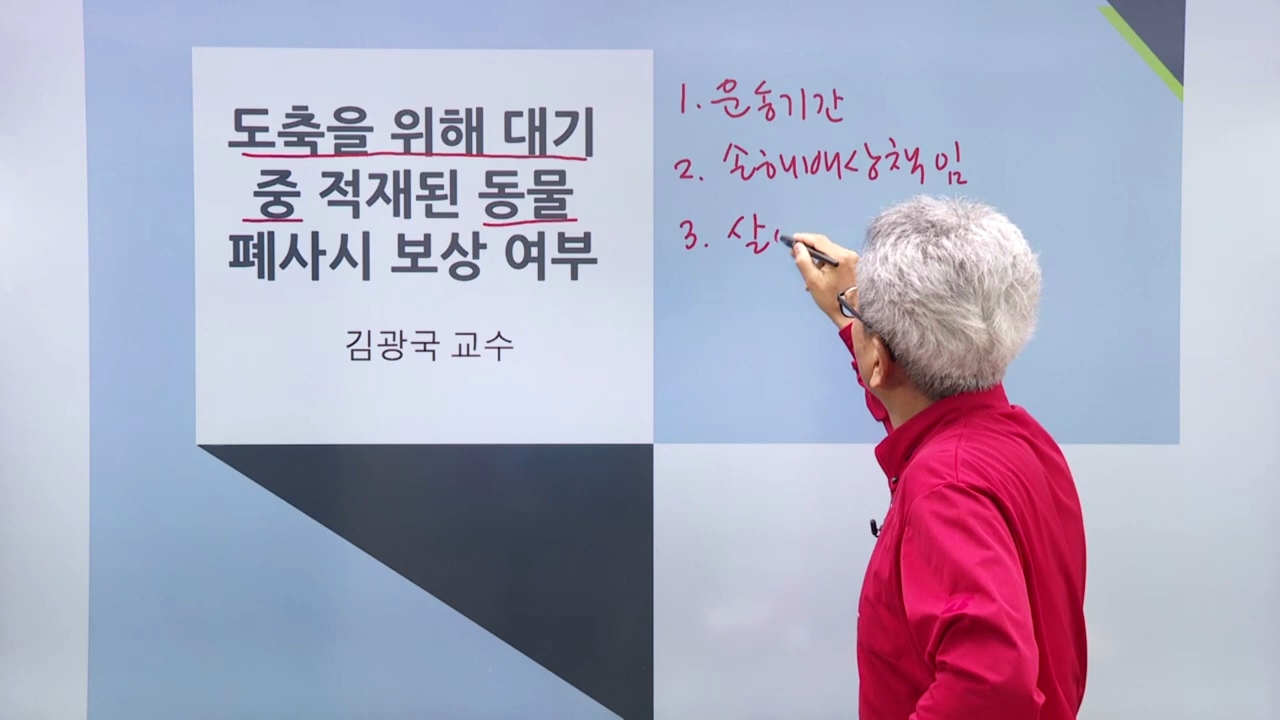 도축을 위해 대기
중 적재된 동물
폐사시 보상 여부
김광국 교수
1. 운송기간
2. 손해배상책임
3. 살